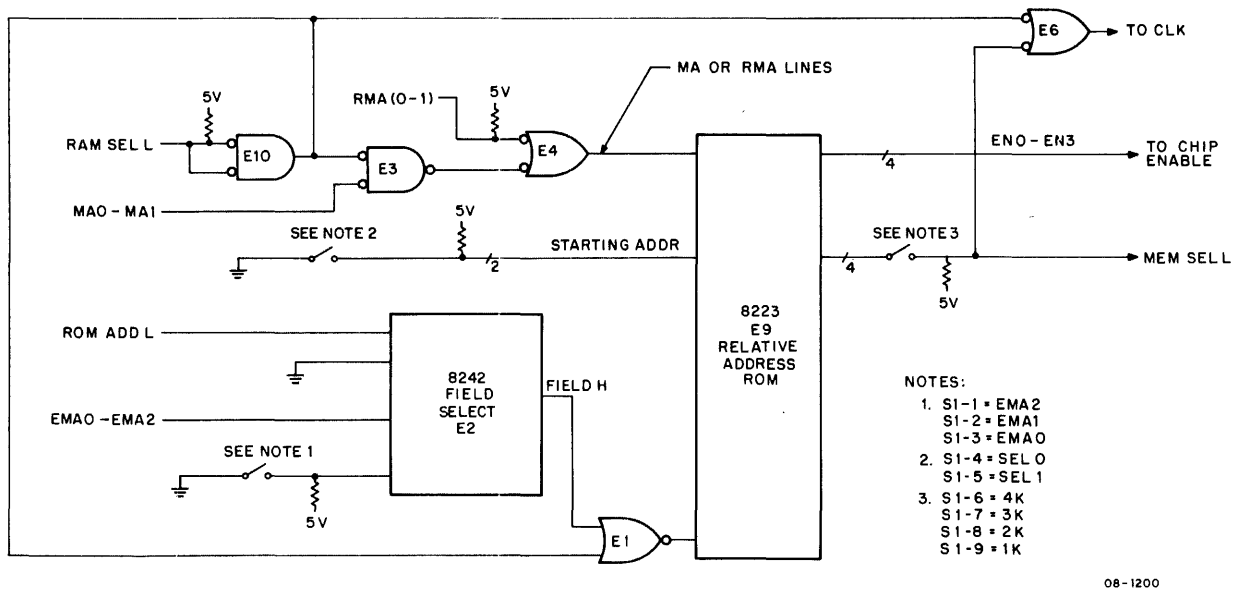 E6
TO CLK
MA OR RMA LINES
5V
5V
RMA(0-1)
RAM SEL L
E10
E3
E4
EN0-EN3
TO CHIP
ENABLE
4
MA0-MA1
5V
SEE NOTE 2
STARTING ADDR
2
SEE NOTE 3
4
MEM SEL L
5V
8223
E9
RELATIVE
ADDRESS
ROM
ROM ADD L
8242
FIELD
SELECT
E2
FIELD H
EMA0-EMA2
SEE NOTE 1
5V
E1
NOTES:
1. S1-1 = EMA2
S1-2 = EMA1
S1-3 = EMA0
2. S1-4 = SEL 0
S1-5 = SEL 1
3. S1-6 = 4K
S1-7 = 3K
S1-8 = 2K
S1-9 = 1K
08-1200